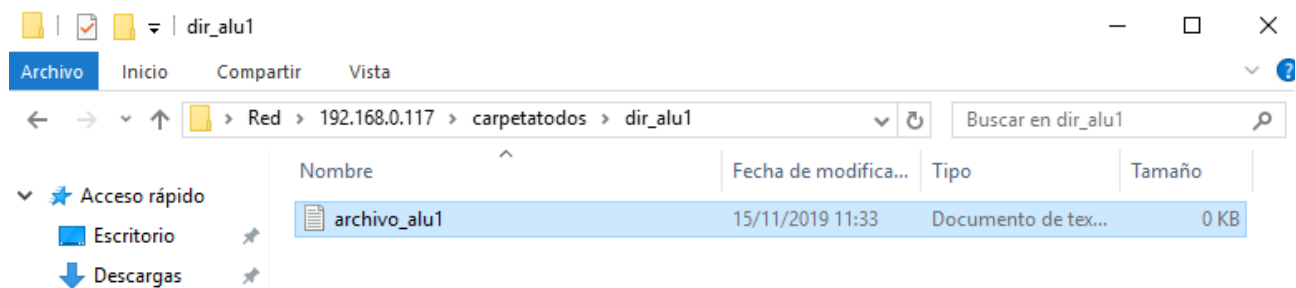 dir_alu1
Archivo Inicio Compartir Vista
Red > 192.168.0.117 > carpetatodos > dir_alu1 Buscar en dir_alu1
Nombre Fecha de modifica... Tipo Tamaño
Acceso rápido
archivo_alu1 15/11/2019 11:33 Documento de tex... 0 KB
Escritorio
Descargas